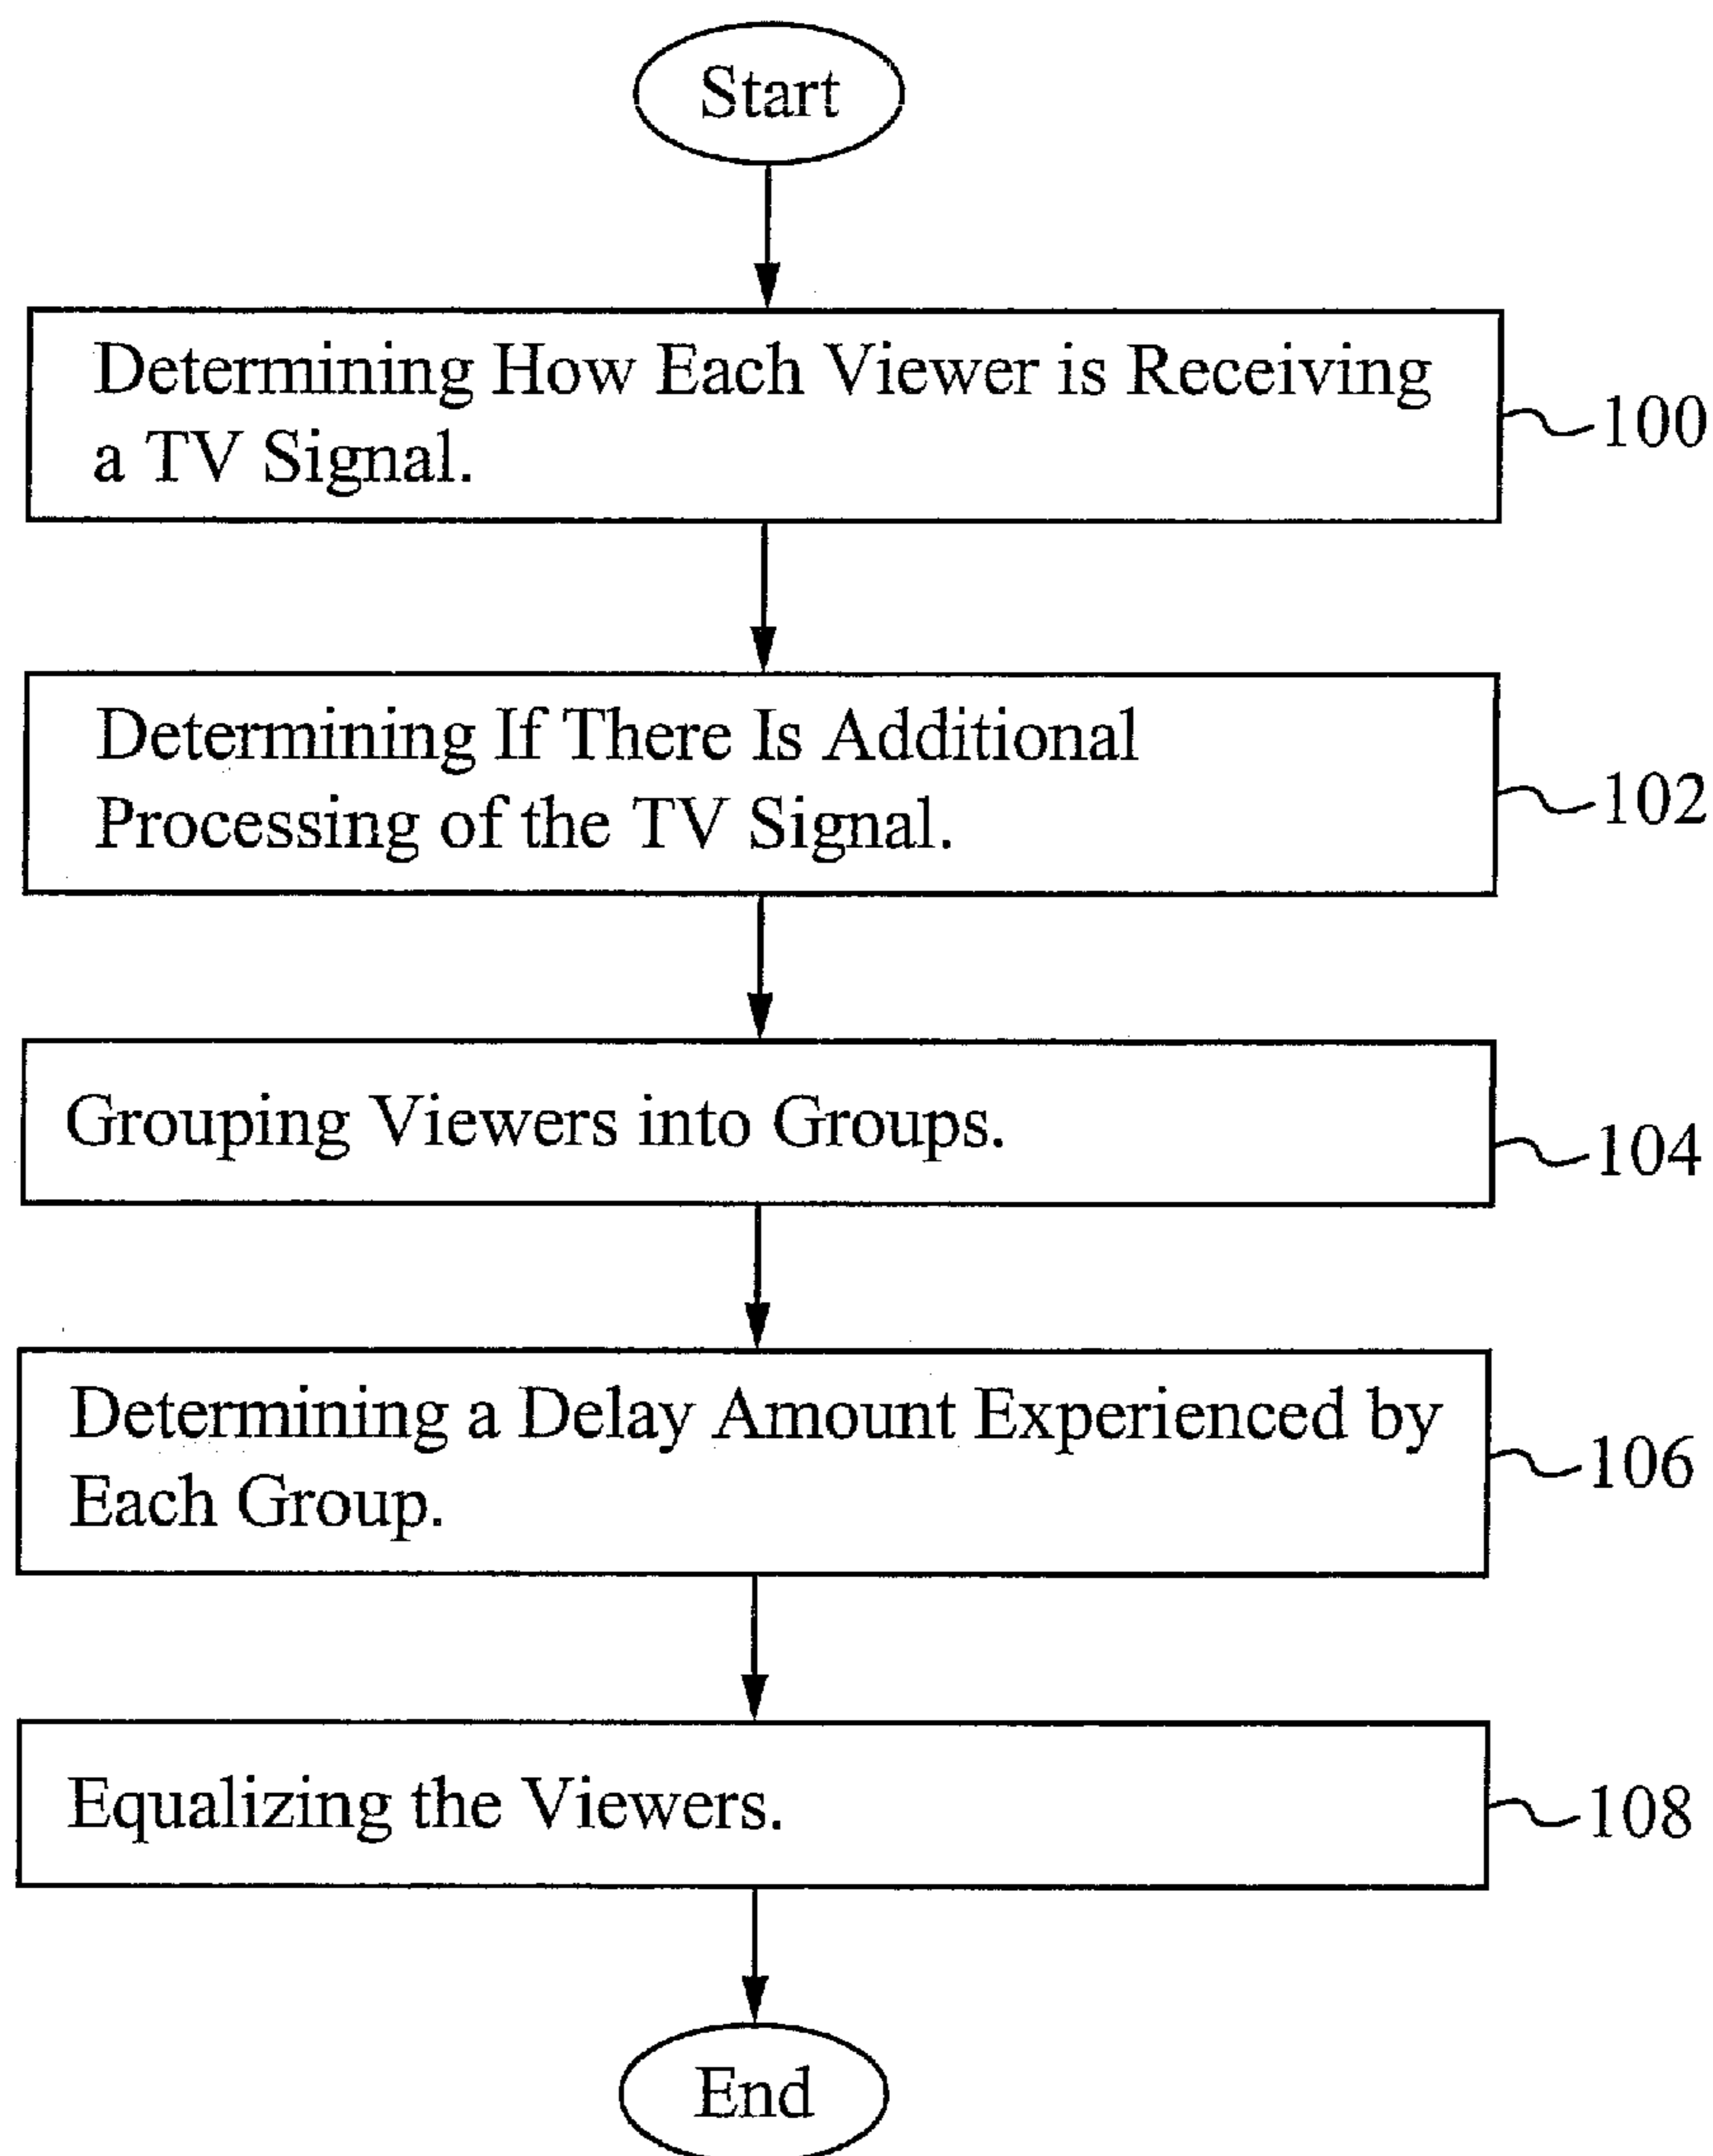 Start
Determining How Each Viewer is Receiving
a TV Signal.
100
Determining If There Is Additional
Processing of the TV Signal.
102
Grouping Viewers into Groups.
104
Determining a Delay Amount Experienced by
Each Group.
106
Equalizing the Viewers.
108
End